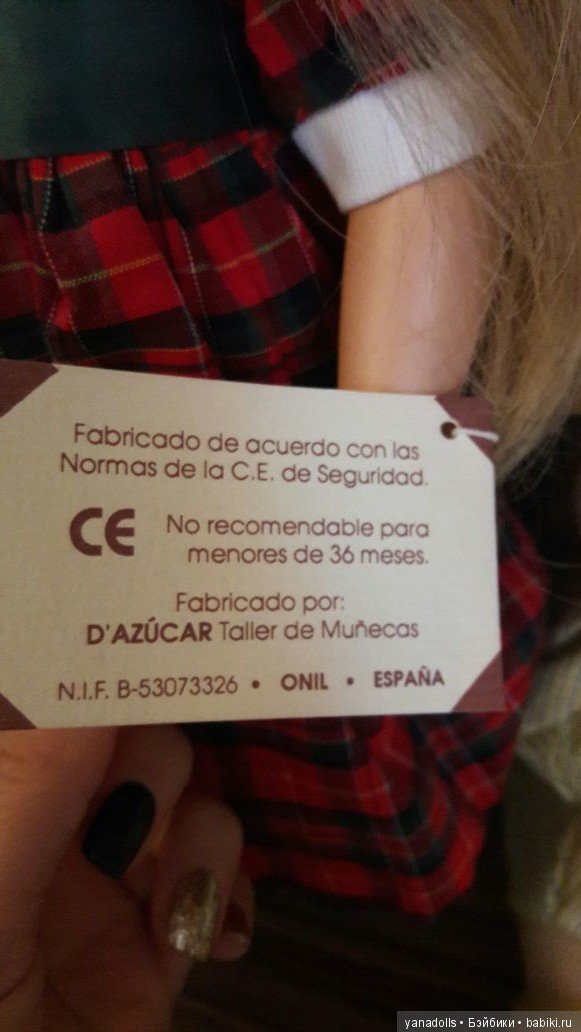 Fabricado de acuerdo con las
Normas de la C.E. de Seguridad.
CE
No recomendable para
menores de 36 meses.
Fabricado por:
D'AZÚCAR Taller de Muñecas
N.I.F. B-53073326 • ONIL • ESPAÑA
yanadolls • Бэйбики • babiki.ru